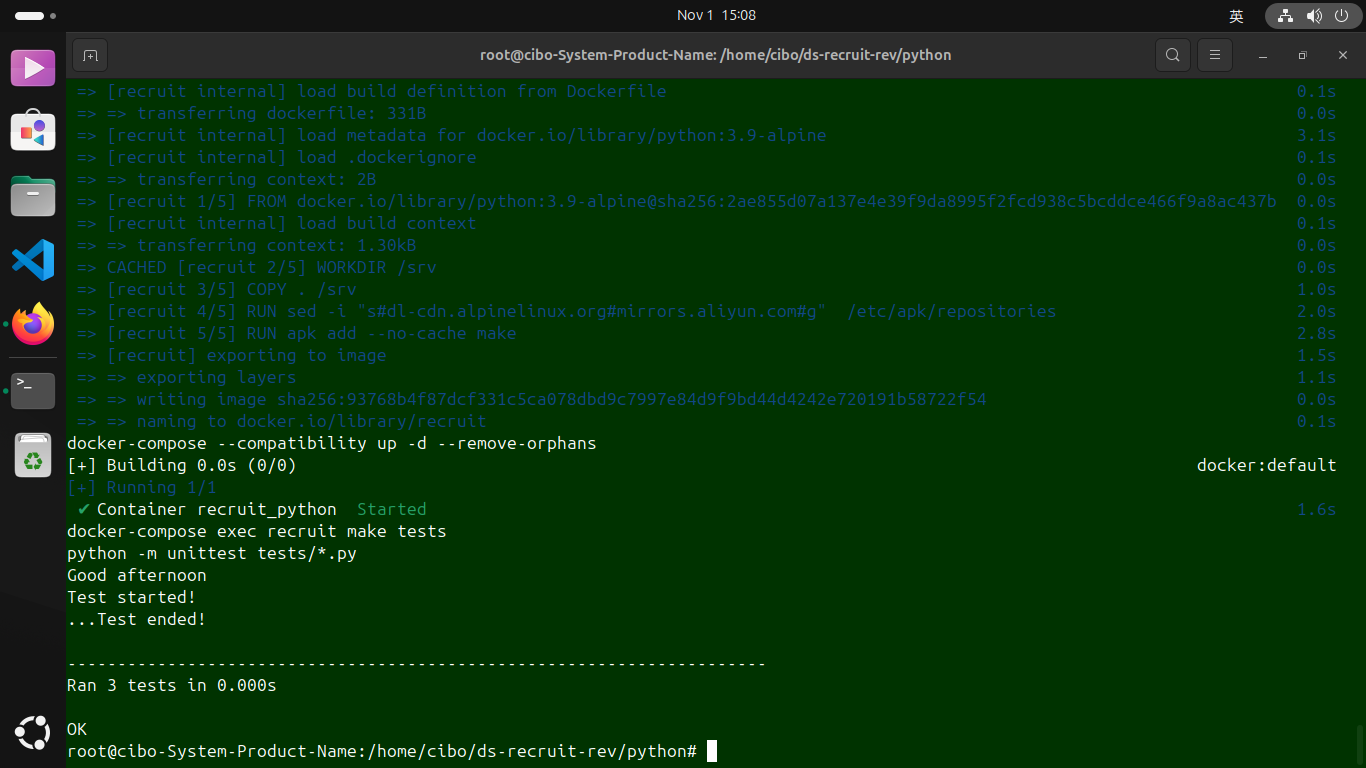 Nov 1 15:08
英
root@cibo-System-Product-Name: /home/cibo/ds-recruit-rev/python
=> [recruit internal] load build definition from Dockerfile 0.1s
=> => transferring dockerfile: 331B 0.0s
=> [recruit internal] load metadata for docker.io/library/python:3.9-alpine 3.1s
=> [recruit internal] load .dockerignore 0.1s
=> => transferring context: 2B 0.0s
=> [recruit 1/5] FROM docker.io/library/python:3.9-alpine@sha256:2ae855d07a137e4e39f9da8995f2fcd938c5bcddce466f9a8ac437b 0.0s
=> [recruit internal] load build context 0.1s
=> => transferring context: 1.30kB 0.0s
=> CACHED [recruit 2/5] WORKDIR /srv 0.0s
=> [recruit 3/5] COPY . /srv 1.0s
=> [recruit 4/5] RUN sed -i "s#dl-cdn.alpinelinux.org#mirrors.aliyun.com#g"  /etc/apk/repositories 2.0s
=> [recruit 5/5] RUN apk add --no-cache make 2.8s
=> [recruit] exporting to image 1.5s
=> => exporting layers 1.1s
=> => writing image sha256:93768b4f87dcf331c5ca078dbd9c7997e84d9f9bd44d4242e720191b58722f54 0.0s
=> => naming to docker.io/library/recruit 0.1s
docker-compose --compatibility up -d --remove-orphans
[+] Building 0.0s (0/0) docker:default
[+] Running 1/1
✔ Container recruit_python  Started 1.6s
docker-compose exec recruit make tests
python -m unittest tests/*.py
Good afternoon
Test started!
...Test ended!
----------------------------------------------------------------------
Ran 3 tests in 0.000s
OK
root@cibo-System-Product-Name:/home/cibo/ds-recruit-rev/python#